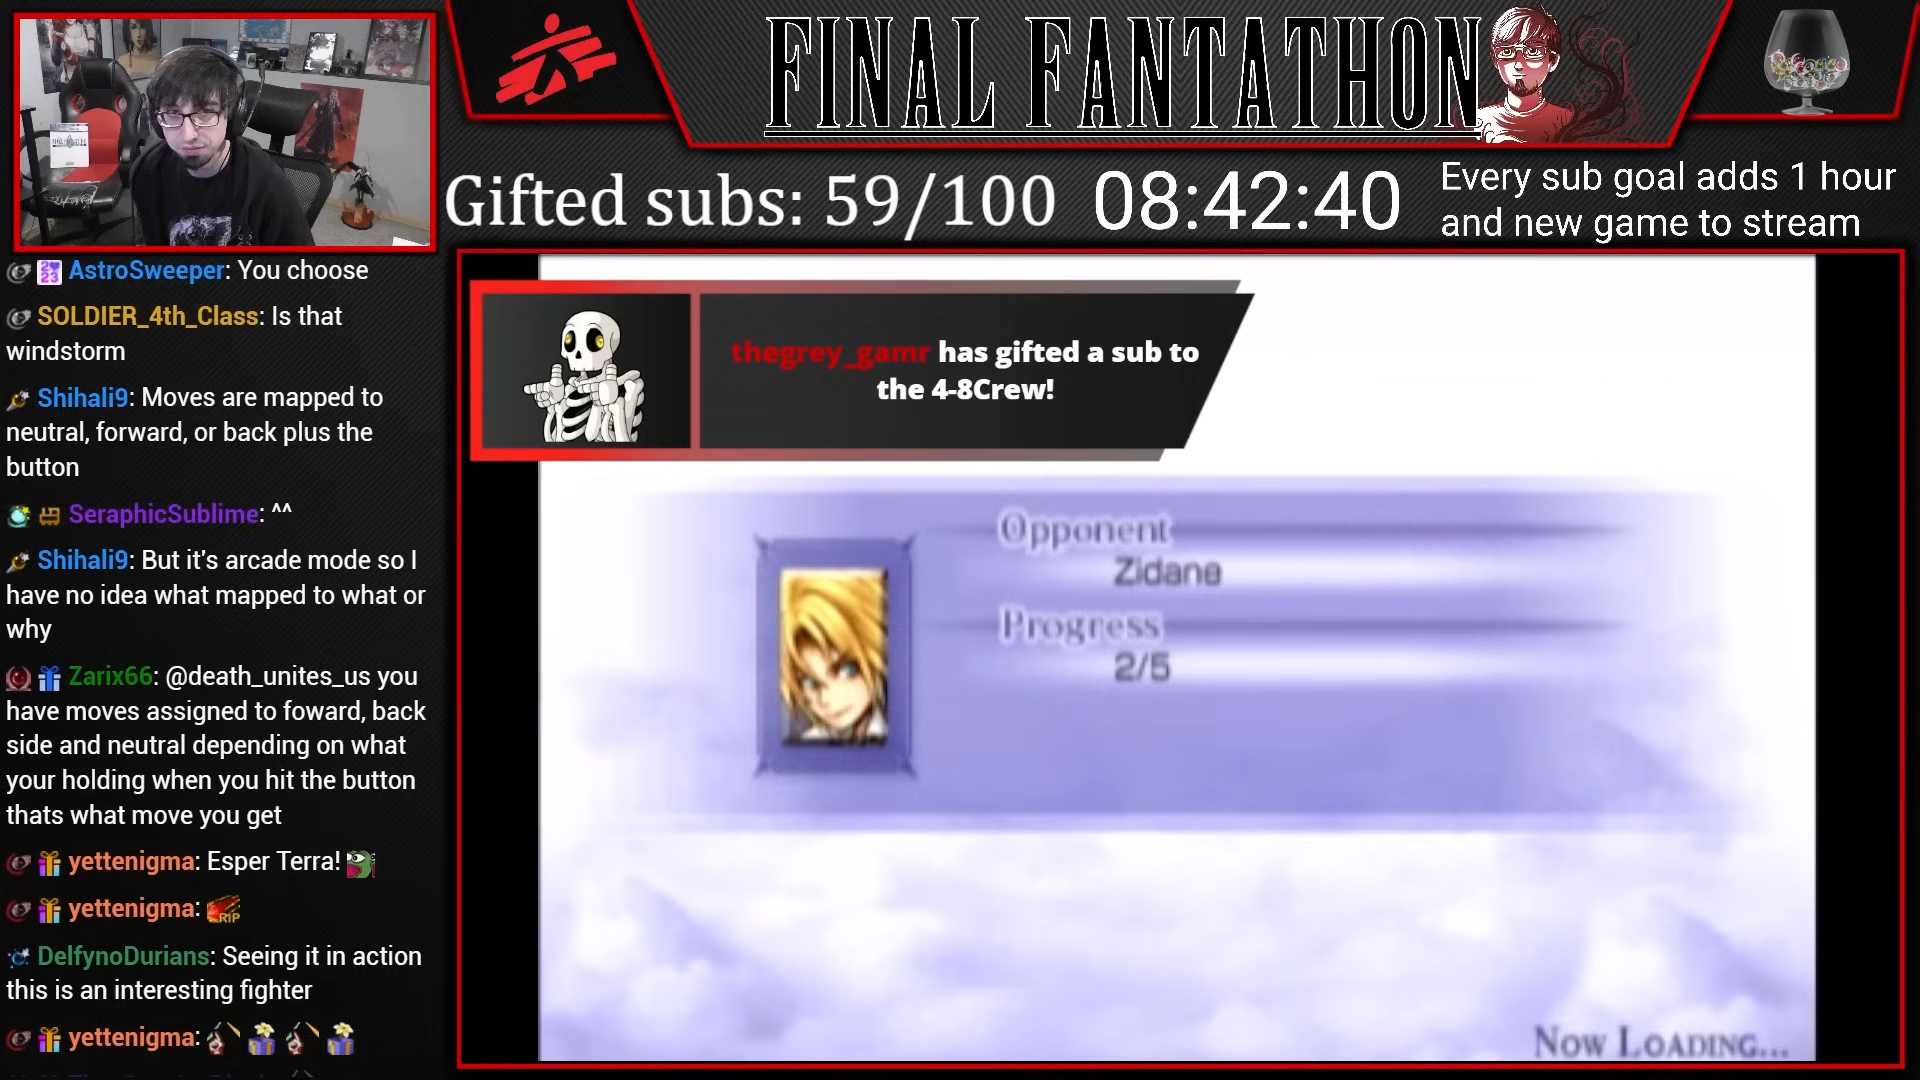 FINAL FANTATHON
Gifted subs: 59/100
08:42:40
Every sub goal adds 1 hour
and new game to stream
AstroSweeper: You choose
SOLDIER_4th_Class: Is that
windstorm
Shihali9: Moves are mapped to
neutral, forward, or back plus the
button
SeraphicSublime: ^^
Shihali9: But it's arcade mode so I
have no idea what mapped to what or
why
Zarix66: @death_unites_us you
have moves assigned to foward, back
side and neutral depending on what
your holding when you hit the button
thats what move you get
yettenigma: Esper Terra!
yettenigma: RIP
DelfynoDurians: Seeing it in action
this is an interesting fighter
yettenigma:
thegrey_gamr has gifted a sub to
the 4-8Crew!
Opponent
Zidane
Progress
2/5
Now Loading...